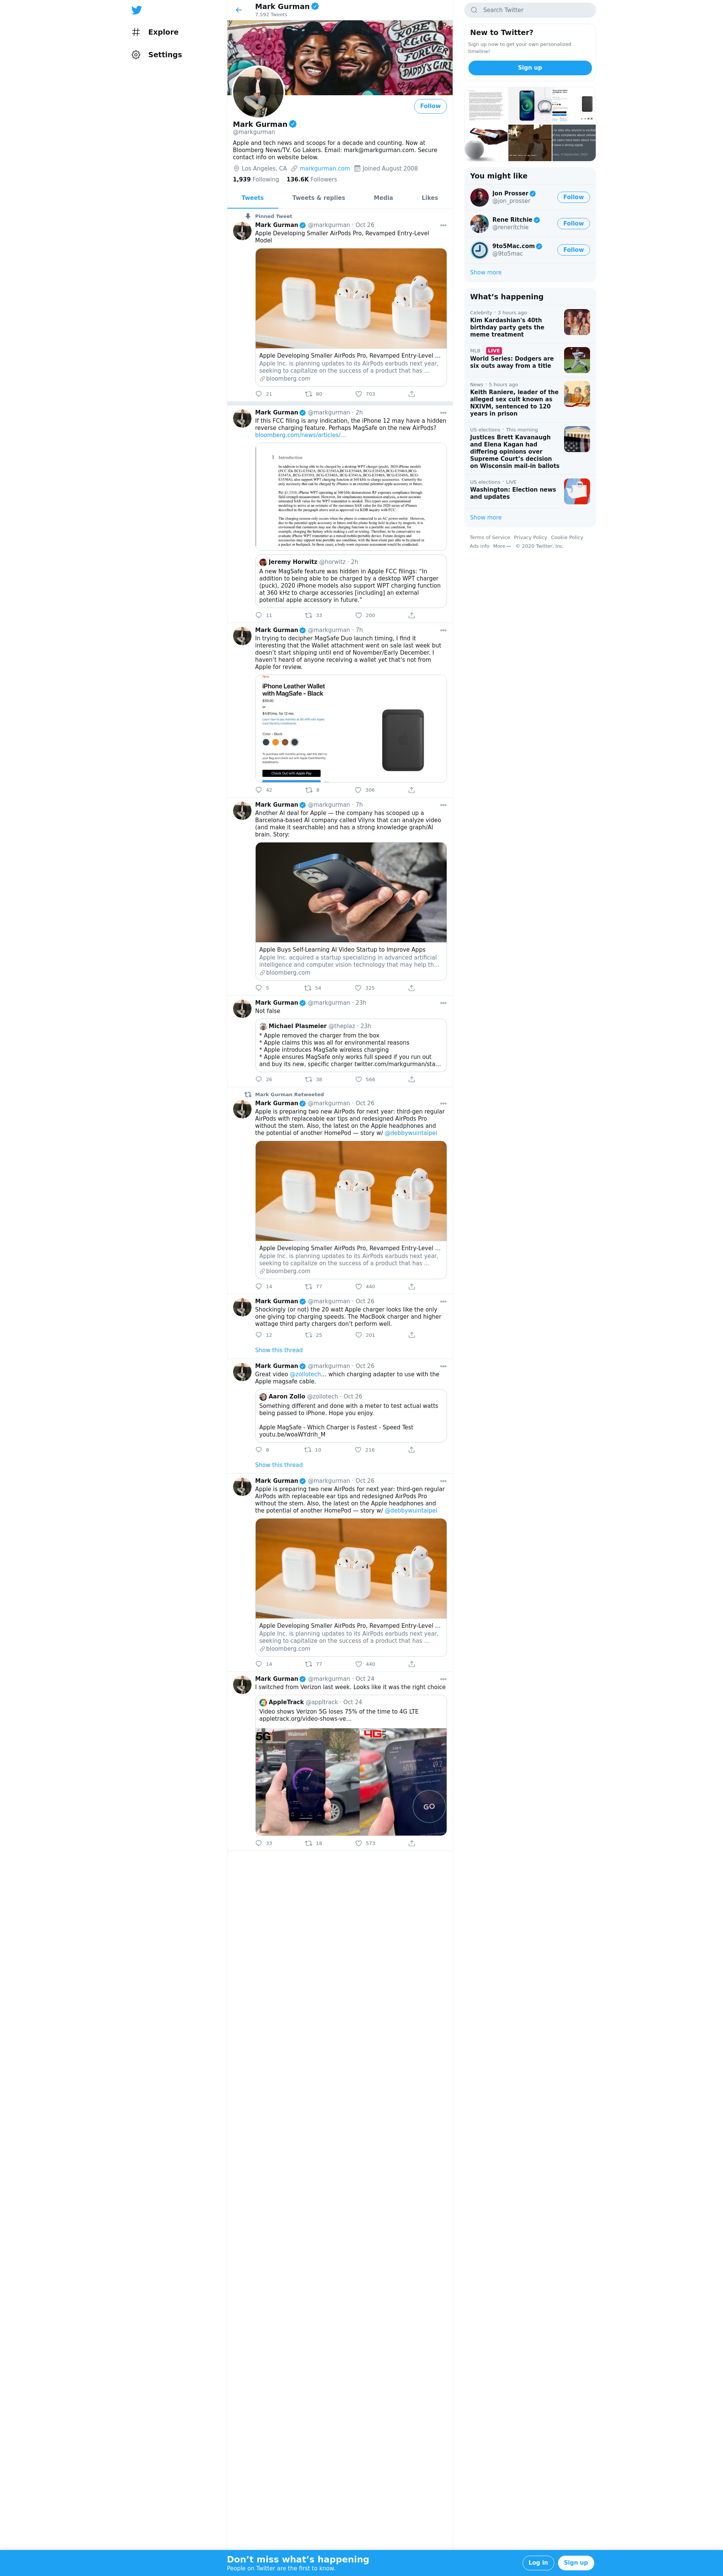 Explore
Settings
Mark Gurman
7,592 Tweets
KOBE
&GIGI
FOREVER
DADDY'S GIRL
Follow
Mark Gurman
@markgurman
Apple and tech news and scoops for a decade and counting. Now at
Bloomberg News/TV. Go Lakers. Email: mark@markgurman.com. Secure
contact info on website below.
Los Angeles, CA markgurman.com Joined August 2008
1,939 Following 136.6K Followers
Tweets Tweets & replies Media Likes
Pinned Tweet
Mark Gurman @markgurman · Oct 26
Apple Developing Smaller AirPods Pro, Revamped Entry-Level
Model
Apple Developing Smaller AirPods Pro, Revamped Entry-Level ...
Apple Inc. is planning updates to its AirPods earbuds next year,
seeking to capitalize on the success of a product that has ...
bloomberg.com
21 80 703
Mark Gurman @markgurman · 2h
If this FCC filing is any indication, the iPhone 12 may have a hidden
reverse charging feature. Perhaps MagSafe on the new AirPods?
bloomberg.com/news/articles/…
1 Introduction
Jeremy Horwitz @horwitz · 2h
A new MagSafe feature was hidden in Apple FCC filings: "In
addition to being able to be charged by a desktop WPT charger
(puck), 2020 iPhone models also support WPT charging function
at 360 kHz to charge accessories [including] an external
potential apple accessory in future."
11 33 200
Mark Gurman @markgurman · 7h
In trying to decipher MagSafe Duo launch timing, I find it
interesting that the Wallet attachment went on sale last week but
doesn't start shipping until end of November/Early December. I
haven't heard of anyone receiving a wallet yet that's not from
Apple for review.
iPhone Leather Wallet
with MagSafe - Black
Color - Black
Check Out with Apple Pay
42 8 306
Mark Gurman @markgurman · 7h
Another AI deal for Apple — the company has scooped up a
Barcelona-based AI company called Vilynx that can analyze video
(and make it searchable) and has a strong knowledge graph/AI
brain. Story:
Apple Buys Self-Learning AI Video Startup to Improve Apps
Apple Inc. acquired a startup specializing in advanced artificial
intelligence and computer vision technology that may help th...
bloomberg.com
5 54 325
Mark Gurman @markgurman · 23h
Not false
Michael Plasmeier @theplaz · 23h
* Apple removed the charger from the box
* Apple claims this was all for environmental reasons
* Apple introduces MagSafe wireless charging
* Apple ensures MagSafe only works full speed if you run out
and buy its new, specific charger twitter.com/markgurman/sta…
26 38 566
Mark Gurman Retweeted
Mark Gurman @markgurman · Oct 26
Apple is preparing two new AirPods for next year: third-gen regular
AirPods with replaceable ear tips and redesigned AirPods Pro
without the stem. Also, the latest on the Apple headphones and
the potential of another HomePod — story w/ @debbywuintaipei
Apple Developing Smaller AirPods Pro, Revamped Entry-Level ...
Apple Inc. is planning updates to its AirPods earbuds next year,
seeking to capitalize on the success of a product that has ...
bloomberg.com
14 77 440
Mark Gurman @markgurman · Oct 26
Shockingly (or not) the 20 watt Apple charger looks like the only
one giving top charging speeds. The MacBook charger and higher
wattage third party chargers don't perform well.
12 25 201
Show this thread
Mark Gurman @markgurman · Oct 26
Great video @zollotech… which charging adapter to use with the
Apple magsafe cable.
Aaron Zollo @zollotech · Oct 26
Something different and done with a meter to test actual watts
being passed to iPhone. Hope you enjoy.
Apple MagSafe - Which Charger is Fastest - Speed Test
youtu.be/woaWYdrlh_M
8 10 216
Show this thread
Mark Gurman @markgurman · Oct 26
Apple is preparing two new AirPods for next year: third-gen regular
AirPods with replaceable ear tips and redesigned AirPods Pro
without the stem. Also, the latest on the Apple headphones and
the potential of another HomePod — story w/ @debbywuintaipei
Apple Developing Smaller AirPods Pro, Revamped Entry-Level ...
Apple Inc. is planning updates to its AirPods earbuds next year,
seeking to capitalize on the success of a product that has ...
bloomberg.com
14 77 440
Mark Gurman @markgurman · Oct 24
I switched from Verizon last week. Looks like it was the right choice
AppleTrack @appltrack · Oct 24
Video shows Verizon 5G loses 75% of the time to 4G LTE
appletrack.org/video-shows-ve…
5G
Walmart
4G
GO
33 18 573
Search Twitter
New to Twitter?
Sign up now to get your own personalized
timeline!
Sign up
You might like
Jon Prosser
@jon_prosser
Follow
Rene Ritchie
@reneritchie
Follow
9to5Mac.com
@9to5mac
Follow
Show more
What's happening
Celebrity · 3 hours ago
Kim Kardashian's 40th
birthday party gets the
meme treatment
MLB · LIVE
World Series: Dodgers are
six outs away from a title
News · 5 hours ago
Keith Raniere, leader of the
alleged sex cult known as
NXIVM, sentenced to 120
years in prison
US elections · This morning
Justices Brett Kavanaugh
and Elena Kagan had
differing opinions over
Supreme Court's decision
on Wisconsin mail-in ballots
US elections · LIVE
Washington: Election news
and updates
Show more
Terms of Service Privacy Policy Cookie Policy
Ads info More © 2020 Twitter, Inc.
Don't miss what's happening
People on Twitter are the first to know.
Log in Sign up